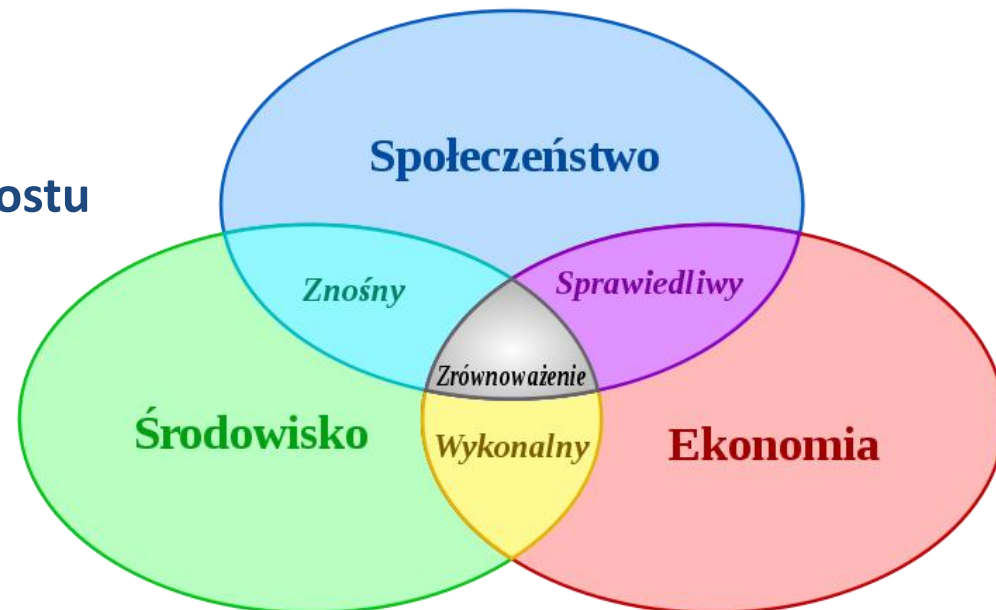 Społeczeństwo
ostu
Znośny
Sprawiedliwy
Zrównoważenie
Środowisko
Wykonalny
Ekonomia